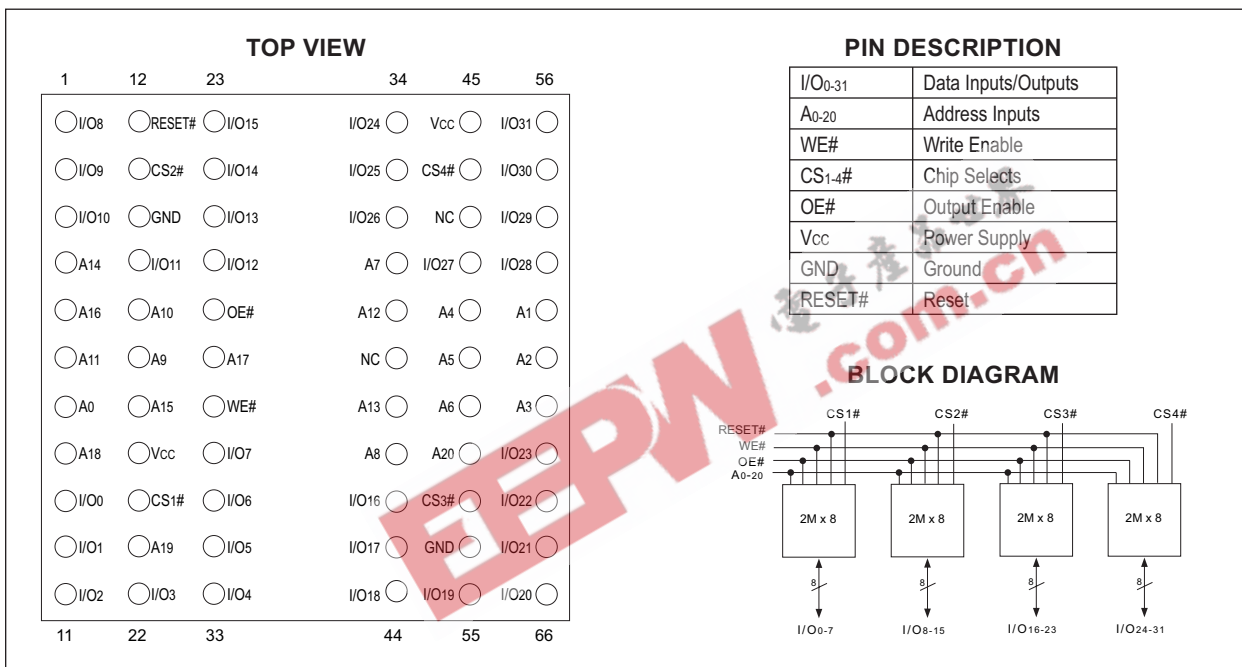 TOP VIEW
1 12 23 34 45 56
I/O8 RESET# I/O15 I/O24 Vcc I/O31
I/O9 CS2# I/O14 I/O25 CS4# I/O30
I/O10 GND I/O13 I/O26 NC I/O29
A14 I/O11 I/O12 A7 I/O27 I/O28
A16 A10 OE# A12 A4 A1
A11 A9 A17 NC A5 A2
A0 A15 WE# A13 A6 A3
A18 Vcc I/O7 A8 A20 I/O23
I/O0 CS1# I/O6 I/O16 CS3# I/O22
I/O1 A19 I/O5 I/O17 GND I/O21
I/O2 I/O3 I/O4 I/O18 I/O19 I/O20
11 22 33 44 55 66
PIN DESCRIPTION
I/O0-31 Data Inputs/Outputs
A0-20 Address Inputs
WE# Write Enable
CS1-4# Chip Selects
OE# Output Enable
Vcc Power Supply
GND Ground
RESET# Reset
BLOCK DIAGRAM
CS1# CS2# CS3# CS4#
RESET#
WE#
OE#
A0-20
2M x 8 2M x 8 2M x 8 2M x 8
8 8 8 8
I/O0-7 I/O8-15 I/O16-23 I/O24-31
EEPW .com.cn
电子产品世界